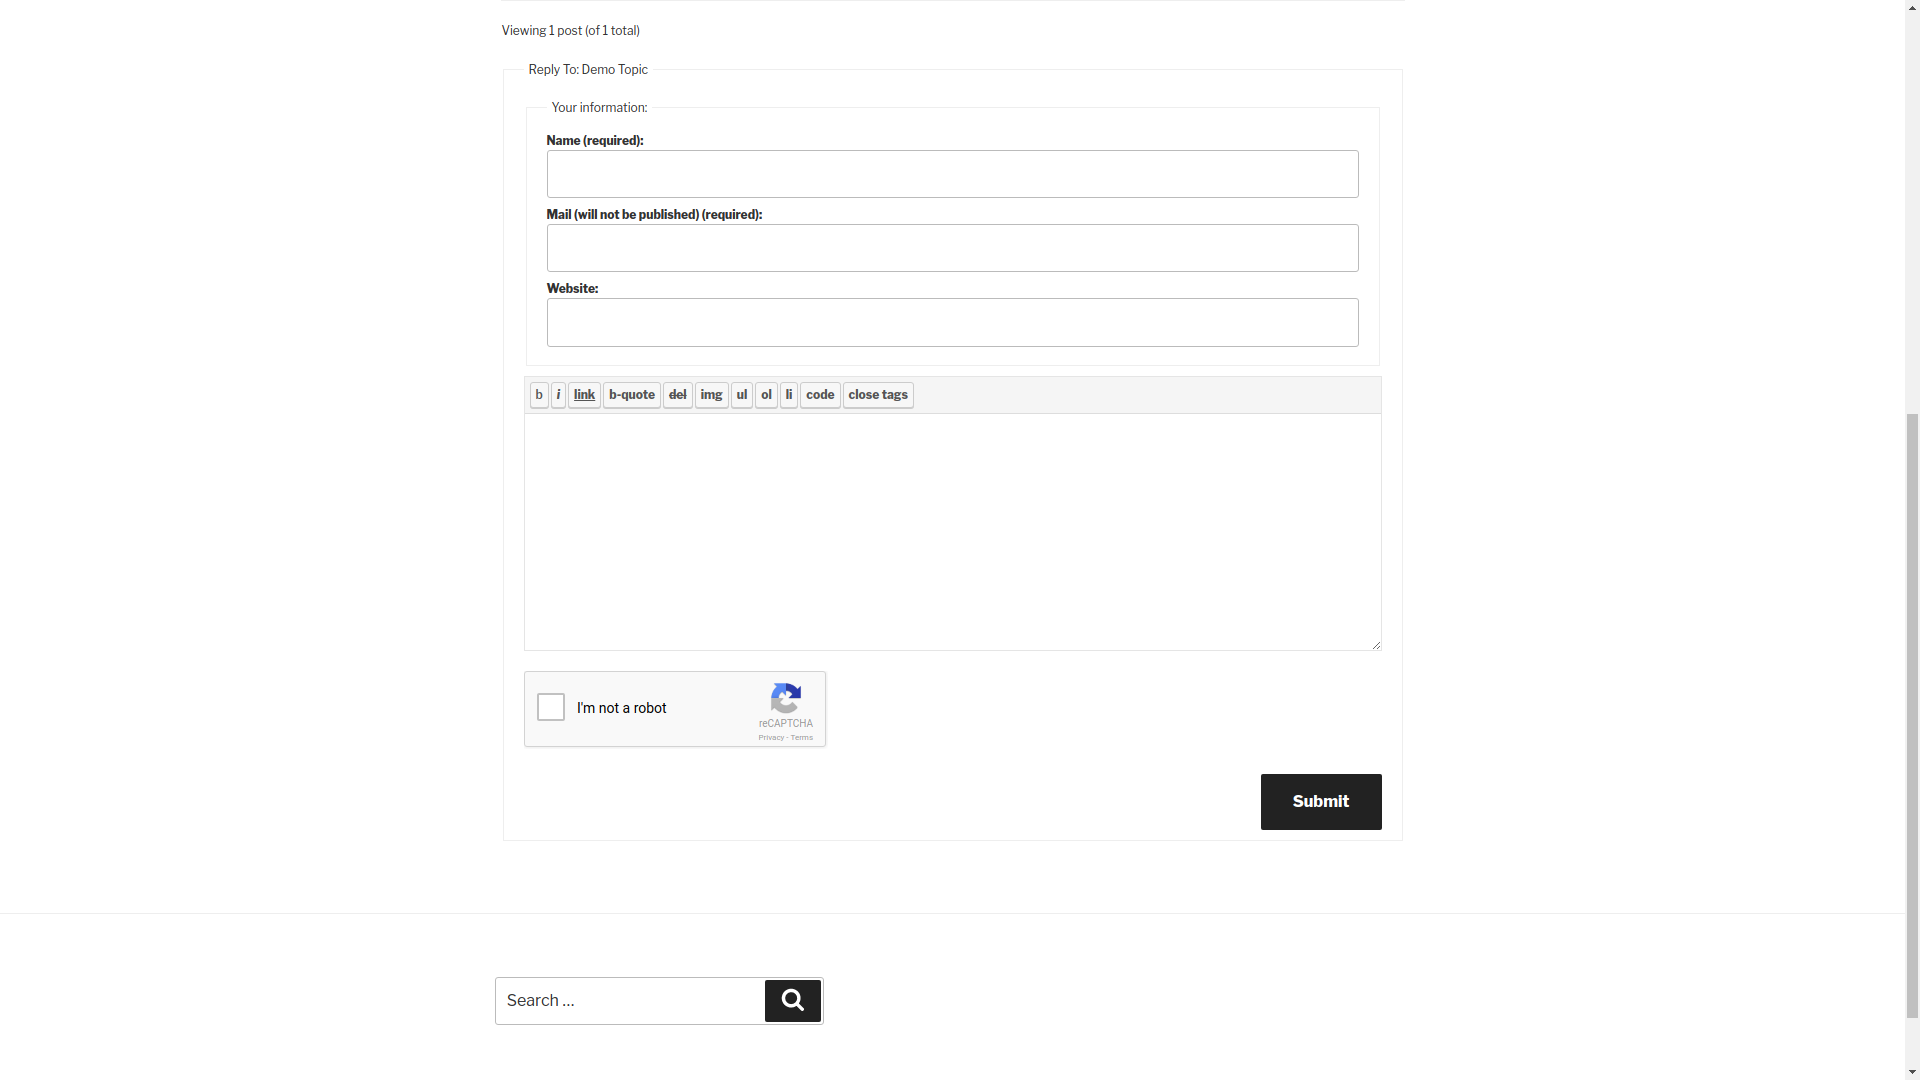 Viewing 1 post (of 1 total)
Reply To: Demo Topic
Your information:
Name (required):
Mail (will not be published) (required):
Website:
b i link b-quote del img ul ol li code close tags
I'm not a robot
reCAPTCHA
Privacy - Terms
Submit
Search …